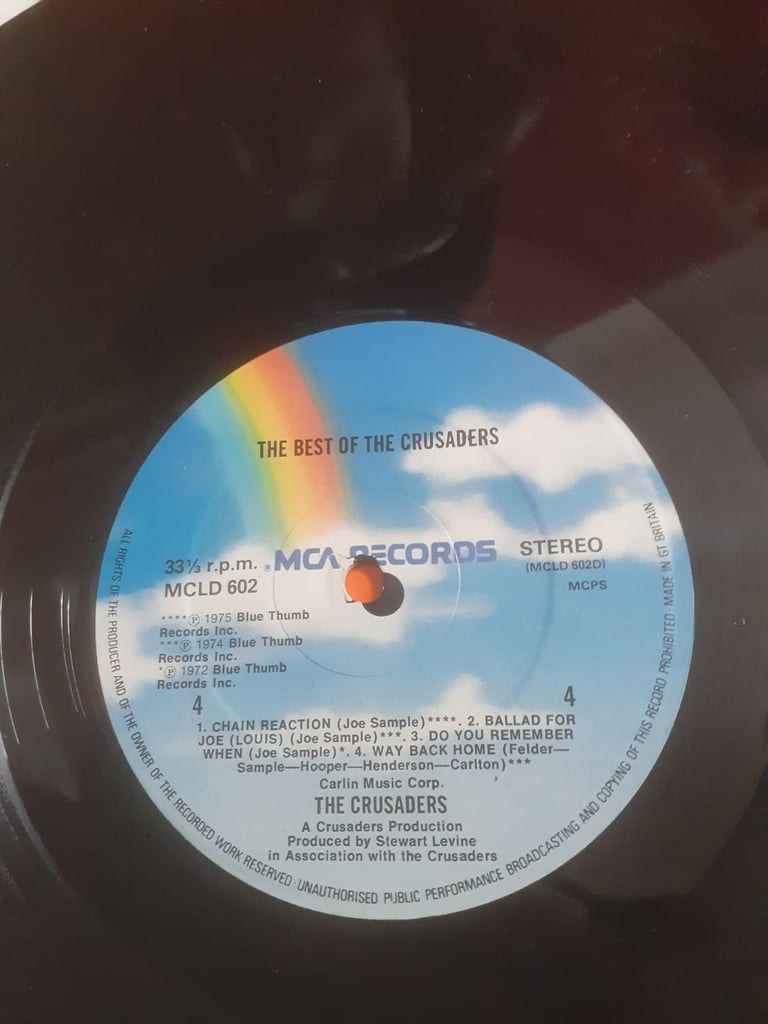 THE BEST OF THE CRUSADERS
33⅓ r.p.m. MCA RECORDS STEREO
MCLD 602 (MCLD 602D)
MCPS
****Ⓟ 1975 Blue Thumb
Records Inc.
***Ⓟ 1974 Blue Thumb
Records Inc.
*Ⓟ 1972 Blue Thumb
Records Inc.
4 4
1. CHAIN REACTION (Joe Sample)****. 2. BALLAD FOR
JOE (LOUIS) (Joe Sample)***. 3. DO YOU REMEMBER
WHEN (Joe Sample)*. 4. WAY BACK HOME (Felder—
Sample—Hooper—Henderson—Carlton)***
Carlin Music Corp.
THE CRUSADERS
A Crusaders Production
Produced by Stewart Levine
in Association with the Crusaders
ALL RIGHTS OF THE PRODUCER AND OF THE OWNER OF THE RECORDED WORK RESERVED UNAUTHORISED PUBLIC PERFORMANCE BROADCASTING AND COPYING OF THIS RECORD PROHIBITED MADE IN GT BRITAIN